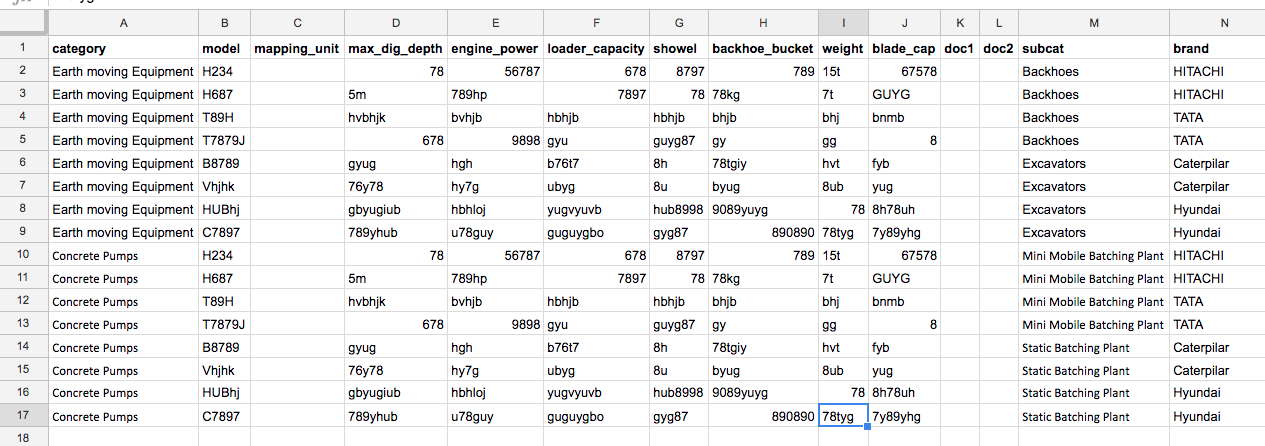 A B C D E F G H I J K L M N
1 category model mapping_unit max_dig_depth engine_power loader_capacity showel backhoe_bucket weight blade_cap doc1 doc2 subcat brand
2 Earth moving Equipment H234 78 56787 678 8797 789 15t 67578 Backhoes HITACHI
3 Earth moving Equipment H687 5m 789hp 7897 78 78kg 7t GUYG Backhoes HITACHI
4 Earth moving Equipment T89H hvbhjk bvhjb hbhjb hbhjb bhjb bhj bnmb Backhoes TATA
5 Earth moving Equipment T7879J 678 9898 gyu guyg87 gy gg 8 Backhoes TATA
6 Earth moving Equipment B8789 gyug hgh b76t7 8h 78tgiy hvt fyb Excavators Caterpilar
7 Earth moving Equipment Vhjhk 76y78 hy7g ubyg 8u byug 8ub yug Excavators Caterpilar
8 Earth moving Equipment HUBhj gbyugiub hbhloj yugvyuvb hub8998 9089yuyg 78 8h78uh Excavators Hyundai
9 Earth moving Equipment C7897 789yhub u78guy guguygbo gyg87 890890 78tyg 7y89yhg Excavators Hyundai
10 Concrete Pumps H234 78 56787 678 8797 789 15t 67578 Mini Mobile Batching Plant HITACHI
11 Concrete Pumps H687 5m 789hp 7897 78 78kg 7t GUYG Mini Mobile Batching Plant HITACHI
12 Concrete Pumps T89H hvbhjk bvhjb hbhjb hbhjb bhjb bhj bnmb Mini Mobile Batching Plant TATA
13 Concrete Pumps T7879J 678 9898 gyu guyg87 gy gg 8 Mini Mobile Batching Plant TATA
14 Concrete Pumps B8789 gyug hgh b76t7 8h 78tgiy hvt fyb Static Batching Plant Caterpilar
15 Concrete Pumps Vhjhk 76y78 hy7g ubyg 8u byug 8ub yug Static Batching Plant Caterpilar
16 Concrete Pumps HUBhj gbyugiub hbhloj yugvyuvb hub8998 9089yuyg 78 8h78uh Static Batching Plant Hyundai
17 Concrete Pumps C7897 789yhub u78guy guguygbo gyg87 890890 78tyg 7y89yhg Static Batching Plant Hyundai
18